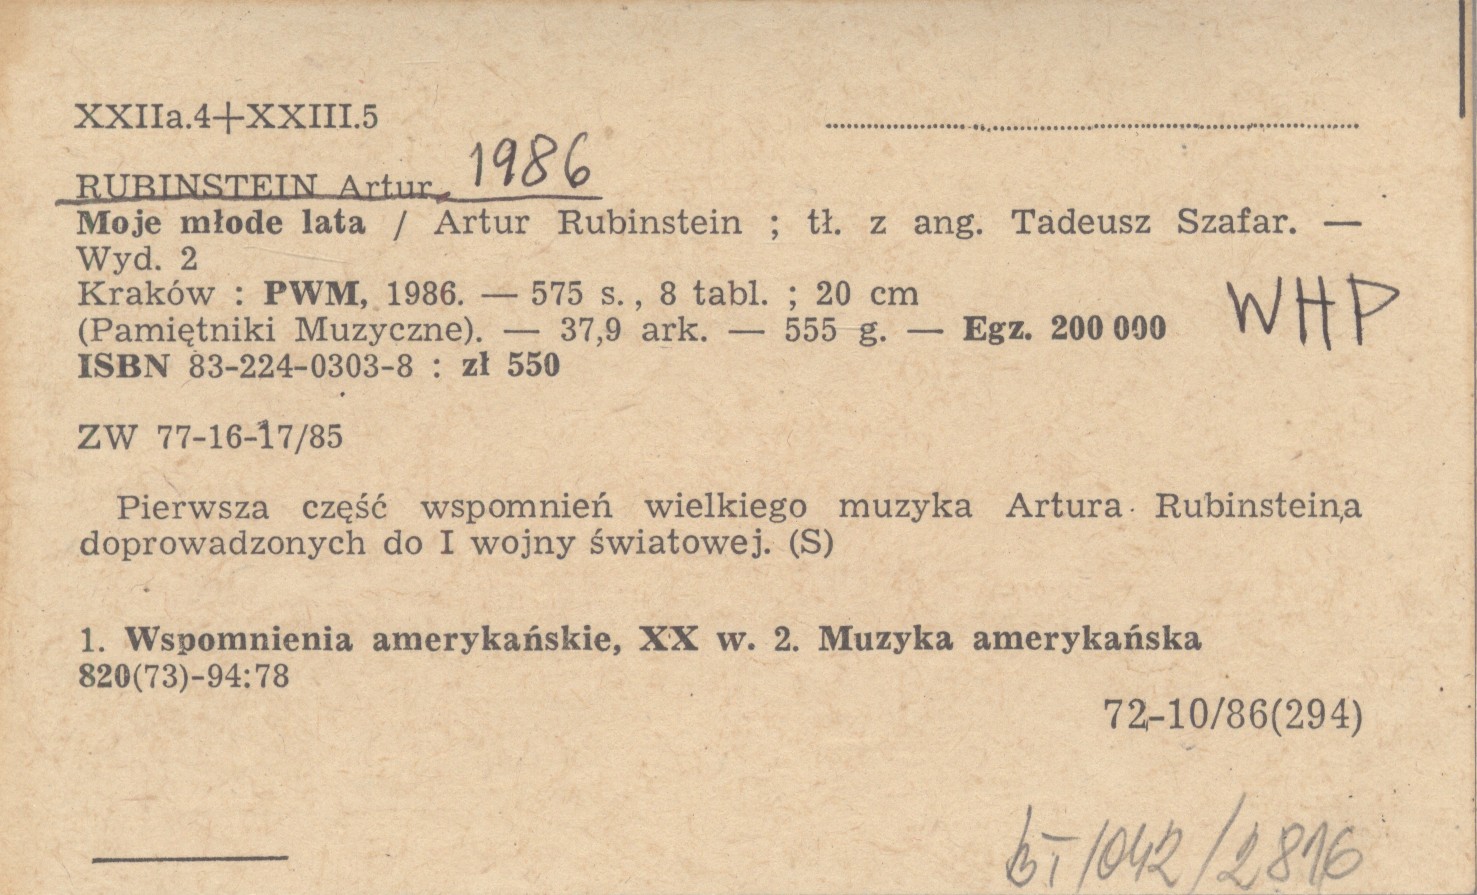 XXIIa.4+XXIII.5
RUBINSTEIN Artur 1986
Moje młode lata / Artur Rubinstein ; tł. z ang. Tadeusz Szafar. —
Wyd. 2
Kraków : PWM, 1986. — 575 s., 8 tabl. ; 20 cm
(Pamiętniki Muzyczne). — 37,9 ark. — 555 g. — Egz. 200 000
WHP
ISBN 83-224-0303-8 : zł 550
ZW 77-16-17/85
Pierwsza część wspomnień wielkiego muzyka Artura Rubinsteina
doprowadzonych do I wojny światowej. (S)
1. Wspomnienia amerykańskie, XX w. 2. Muzyka amerykańska
820(73)-94:78
72-10/86(294)
/042/2816